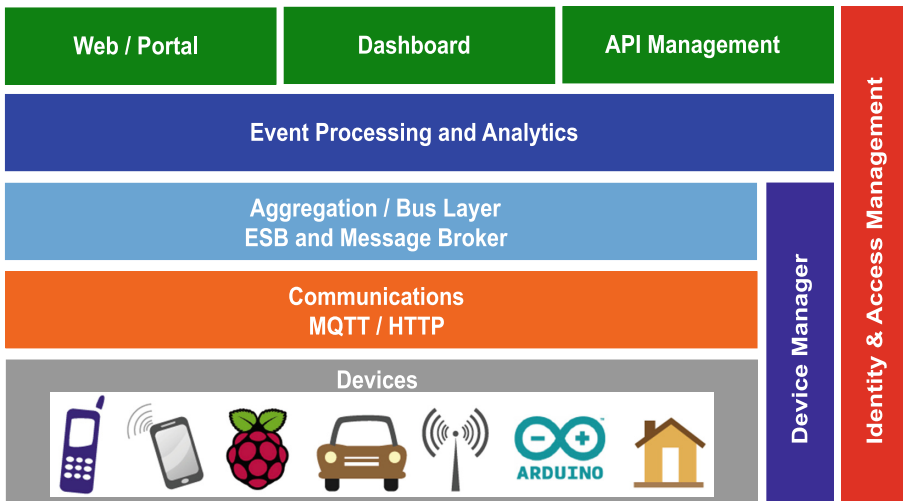 Web / Portal
Dashboard
API Management
Event Processing and Analytics
Aggregation / Bus Layer
ESB and Message Broker
Communications
MQTT / HTTP
Devices
ARDUINO
Device Manager
Identity & Access Management